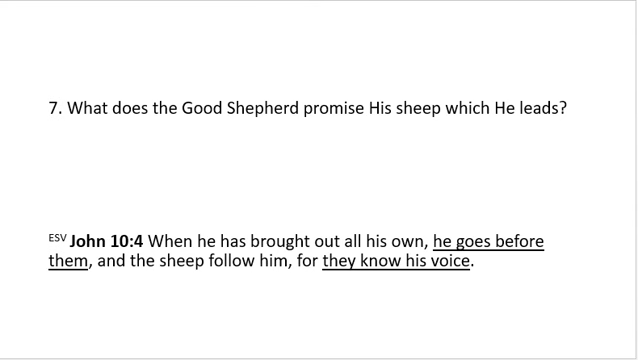 7. What does the Good Shepherd promise His sheep which He leads?
ESV John 10:4 When he has brought out all his own, he goes before
them, and the sheep follow him, for they know his voice.